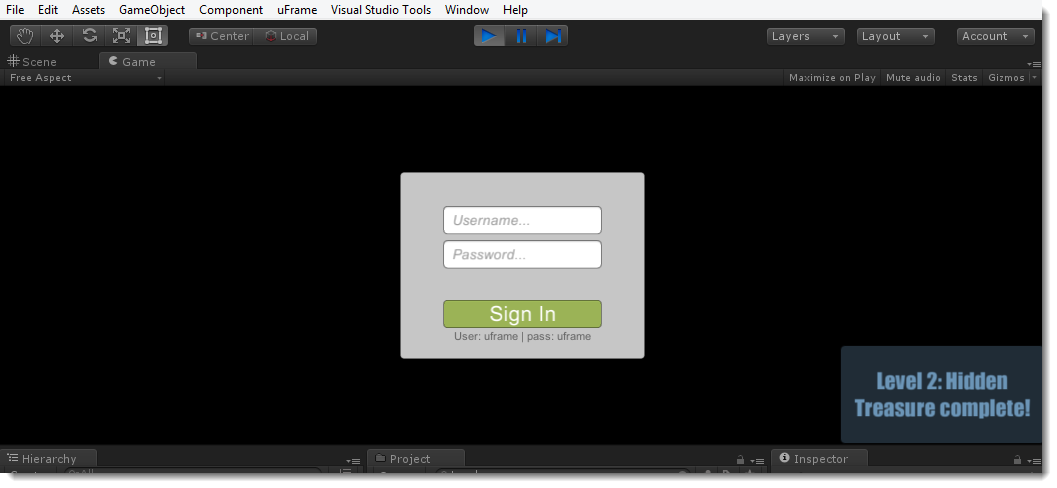 File Edit Assets GameObject Component uFrame Visual Studio Tools Window Help
Center Local Layers Layout Account
Scene Game
Free Aspect Maximize on Play Mute audio Stats Gizmos
Username...
Password...
Sign In
User: uframe | pass: uframe
Level 2: Hidden
Treasure complete!
Hierarchy Project Inspector